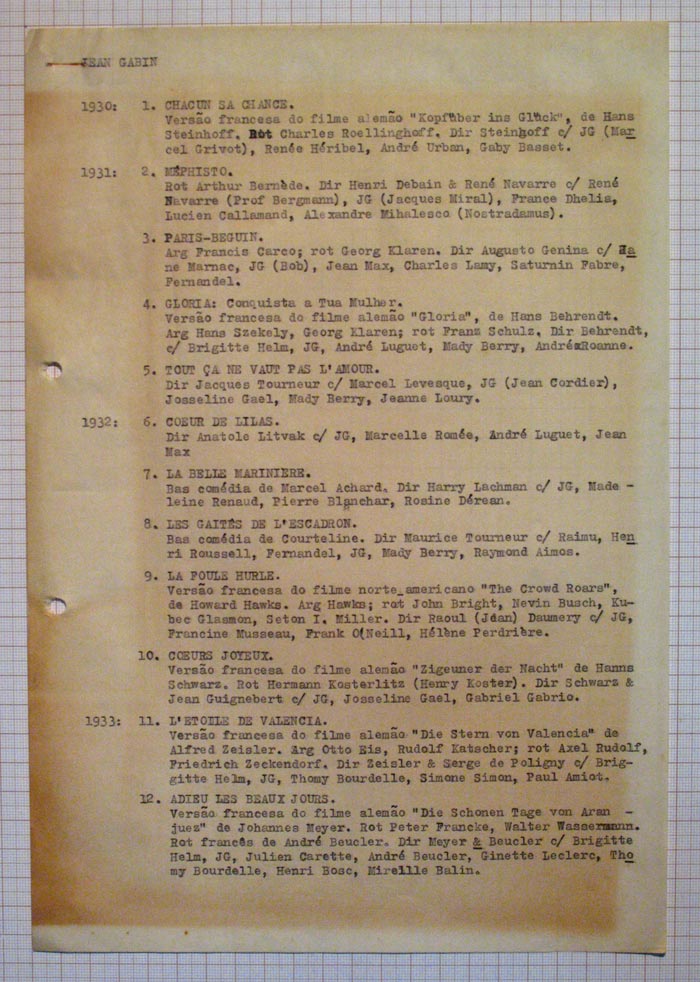 JEAN GABIN
1930: 1. CHACUN SA CHANCE.
Versão francesa do filme alemão "Kopfüber ins Glück", de Hans
Steinhoff. Rot Charles Roellinghoff. Dir Steinhoff c/ JG (Mar
cel Grivot), Renée Héribel, André Urban, Gaby Basset.
1931: 2. MÉPHISTO.
Rot Arthur Bernède. Dir Henri Debain & René Navarre c/ René
Navarre (Prof Bergmann), JG (Jacques Miral), France Dhelia,
Lucien Callamand, Alexandre Mihalesco (Nostradamus).
3. PARIS-BEGUIN.
Arg Francis Carco; rot Georg Klaren. Dir Augusto Genina c/ Ja
ne Marnac, JG (Bob), Jean Max, Charles Lamy, Saturnin Fabre,
Fernandel.
4. GLORIA: Conquista a Tua Mulher.
Versão francesa do filme alemão "Gloria", de Hans Behrendt.
Arg Hans Szekely, Georg Klaren; rot Franz Schulz. Dir Behrendt,
c/ Brigitte Helm, JG, André Luguet, Mady Berry, André Roanne.
5. TOUT ÇA NE VAUT PAS L'AMOUR.
Dir Jacques Tourneur c/ Marcel Levesque, JG (Jean Cordier),
Josseline Gael, Mady Berry, Jeanne Loury.
1932: 6. COEUR DE LILAS.
Dir Anatole Litvak c/ JG, Marcelle Romée, André Luguet, Jean
Max
7. LA BELLE MARINIERE.
Bas comédia de Marcel Achard. Dir Harry Lachman c/ JG, Made -
leine Renaud, Pierre Blanchar, Rosine Dérean.
8. LES GAITÉS DE L'ESCADRON.
Bas comédia de Courteline. Dir Maurice Tourneur c/ Raimu, Hen
ri Roussell, Fernandel, JG, Mady Berry, Raymond Aimos.
9. LA FOULE HURLE.
Versão francesa do filme norte_americano "The Crowd Roars",
de Howard Hawks. Arg Hawks; rot John Bright, Nevin Busch, Ku-
bec Glasmon, Seton I. Miller. Dir Raoul (Jean) Daumery c/ JG,
Francine Musseau, Frank O'Neill, Hélène Perdrière.
10. COEURS JOYEUX.
Versão francesa do filme alemão "Zigeuner der Nacht" de Hanns
Schwarz. Rot Hermann Kosterlitz (Henry Koster). Dir Schwarz &
Jean Guignebert c/ JG, Josseline Gael, Gabriel Gabrio.
1933: 11. L'ETOILE DE VALENCIA.
Versão francesa do filme alemão "Die Stern von Valencia" de
Alfred Zeisler. Arg Otto Eis, Rudolf Katscher; rot Axel Rudolf,
Friedrich Zeckendorf. Dir Zeisler & Serge de Poligny c/ Brig-
gitte Helm, JG, Thomy Bourdelle, Simone Simon, Paul Amiot.
12. ADIEU LES BEAUX JOURS.
Versão francesa do filme alemão "Die Schonen Tage von Aran -
juez" de Johannes Meyer. Rot Peter Francke, Walter Wassermann.
Rot francês de André Beucler. Dir Meyer & Beucler c/ Brigitte
Helm, JG, Julien Carette, André Beucler, Ginette Leclerc, Tho
my Bourdelle, Henri Bosc, Mireille Balin.